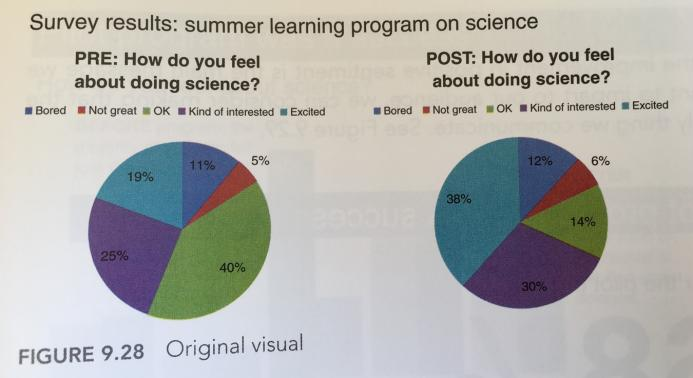 Survey results: summer learning program on science
PRE: How do you feel
about doing science?
Bored Not great OK Kind of interested Excited
11%
5%
40%
25%
19%
POST: How do you feel
about doing science?
Bored Not great OK Kind of interested Excited
12%
6%
14%
30%
38%
FIGURE 9.28 Original visual